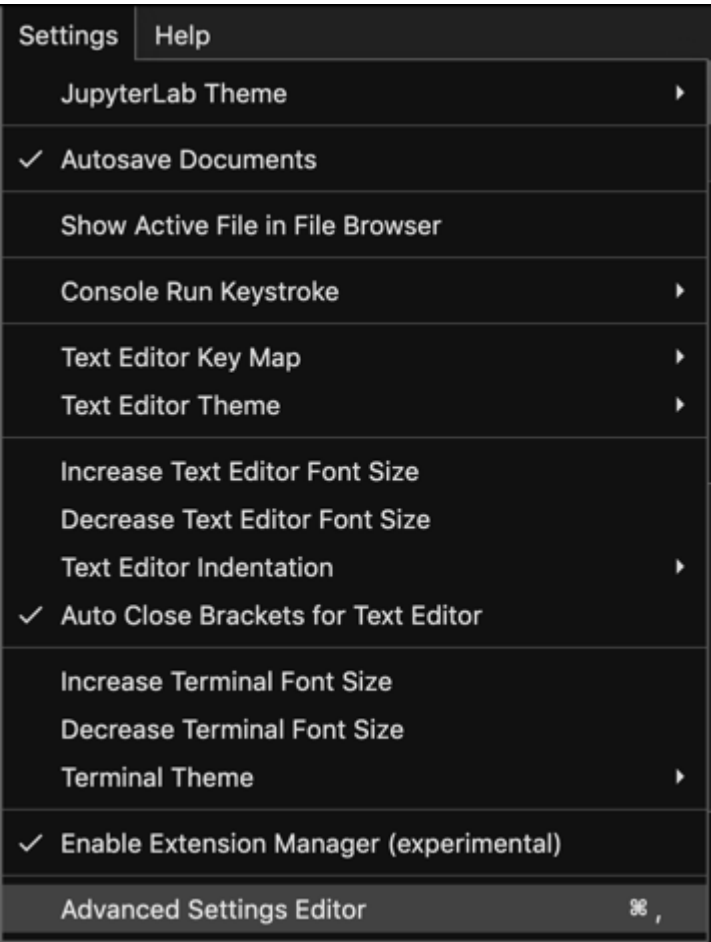 Settings Help
JupyterLab Theme
✓ Autosave Documents
Show Active File in File Browser
Console Run Keystroke
Text Editor Key Map
Text Editor Theme
Increase Text Editor Font Size
Decrease Text Editor Font Size
Text Editor Indentation
✓ Auto Close Brackets for Text Editor
Increase Terminal Font Size
Decrease Terminal Font Size
Terminal Theme
✓ Enable Extension Manager (experimental)
Advanced Settings Editor ⌘ ,